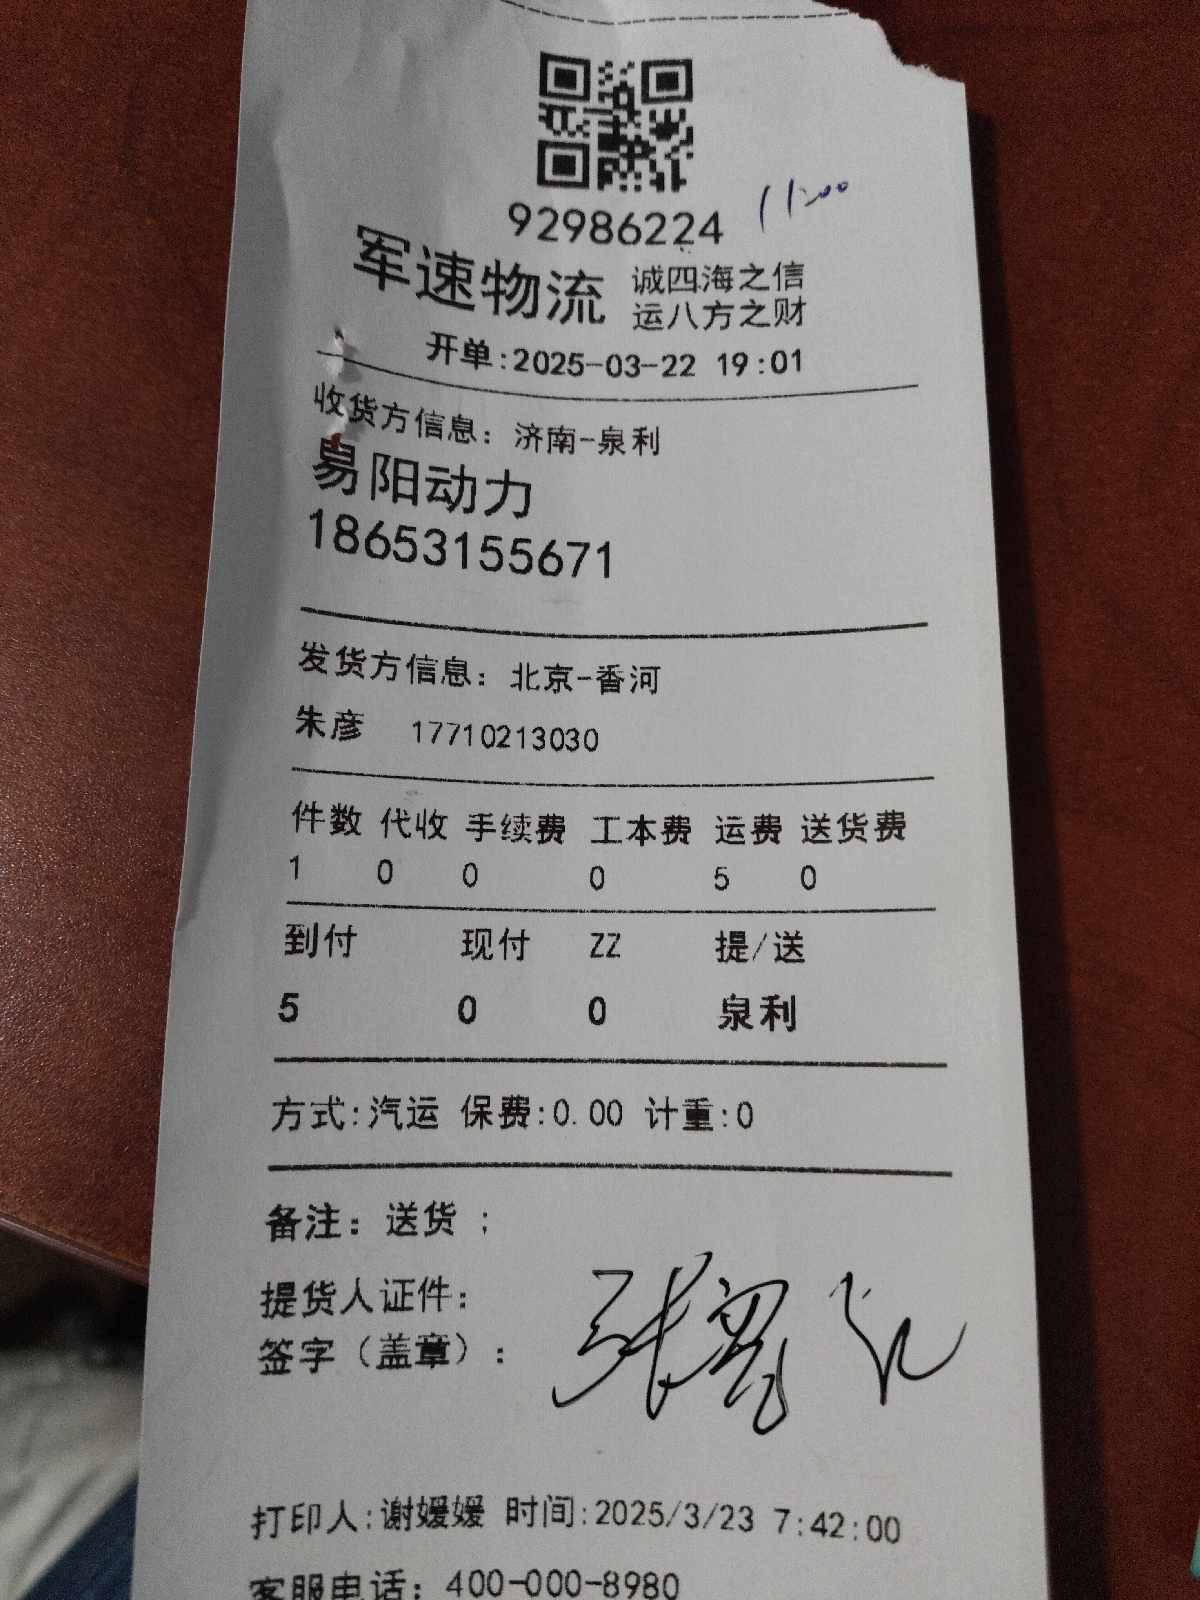 92986224
11:00
军速物流
诚四海之信
运八方之财
开单:2025-03-22 19:01
收货方信息: 济南-泉利
易阳动力
18653155671
发货方信息: 北京-香河
朱彦 17710213030
件数 代收 手续费 工本费 运费 送货费
1 0 0 0 5 0
到付 现付 ZZ 提/送
5 0 0 泉利
方式:汽运 保费:0.00 计重:0
备注: 送货 ;
提货人证件:
签字(盖章):
打印人:谢媛媛 时间:2025/3/23 7:42:00
客服电话: 400-000-8980